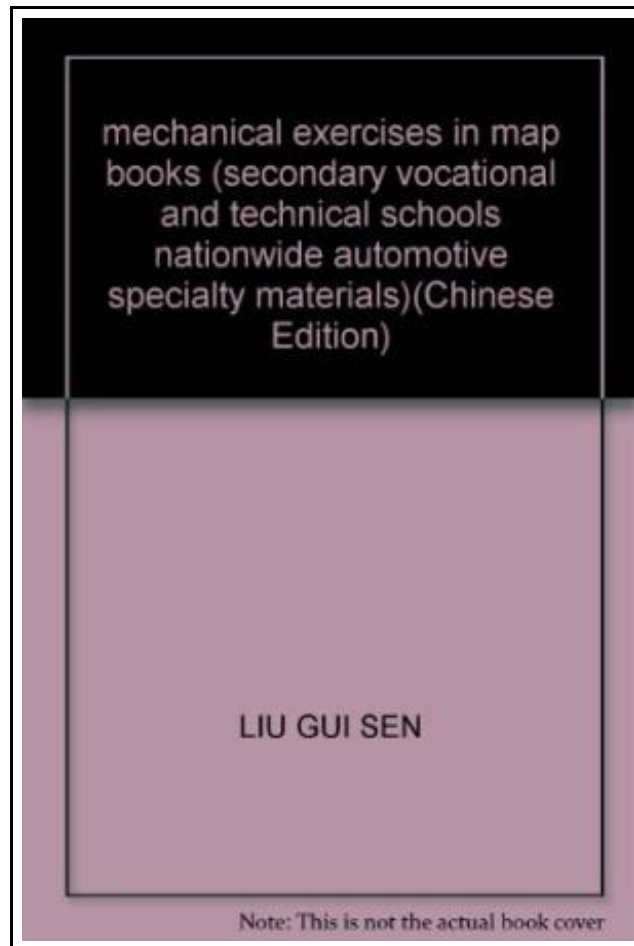 mechanical exercises in map
books (secondary vocational
and technical schools
nationwide automotive
specialty materials)(Chinese
Edition)
LIU GUI SEN
Note: This is not the actual book cover